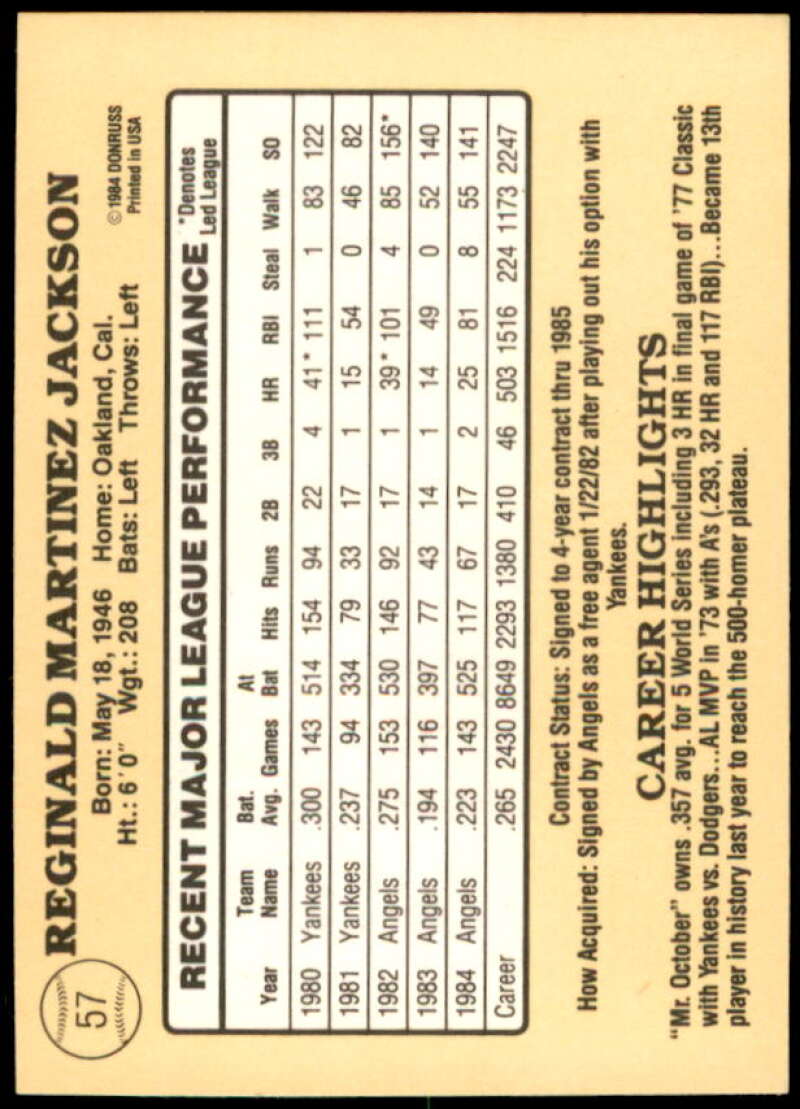 57
REGINALD MARTINEZ JACKSON
Born: May 18, 1946 Home: Oakland, Cal.
Ht.: 6´0˝ Wgt.: 208 Bats: Left Throws: Left
©1984 DONRUSS
Printed in USA
RECENT MAJOR LEAGUE PERFORMANCE *Denotes Led League
Year Team Name Bat. Avg. Games At Bat Hits Runs 2B 3B HR RBI Steal Walk SO
1980 Yankees .300 143 514 154 94 22 4 41* 111 1 83 122
1981 Yankees .237 94 334 79 33 17 1 15 54 0 46 82
1982 Angels .275 153 530 146 92 17 1 39* 101 4 85 156*
1983 Angels .194 116 397 77 43 14 1 14 49 0 52 140
1984 Angels .223 143 525 117 67 17 2 25 81 8 55 141
Career .265 2430 8649 2293 1380 410 46 503 1516 224 1173 2247
Contract Status: Signed to 4-year contract thru 1985
How Acquired: Signed by Angels as a free agent 1/22/82 after playing out his option with
Yankees.
CAREER HIGHLIGHTS
"Mr. October" owns .357 avg. for 5 World Series including 3 HR in final game of '77 Classic
with Yankees vs. Dodgers...AL MVP in '73 with A's (.293, 32 HR and 117 RBI)...Became 13th
player in history last year to reach the 500-homer plateau.